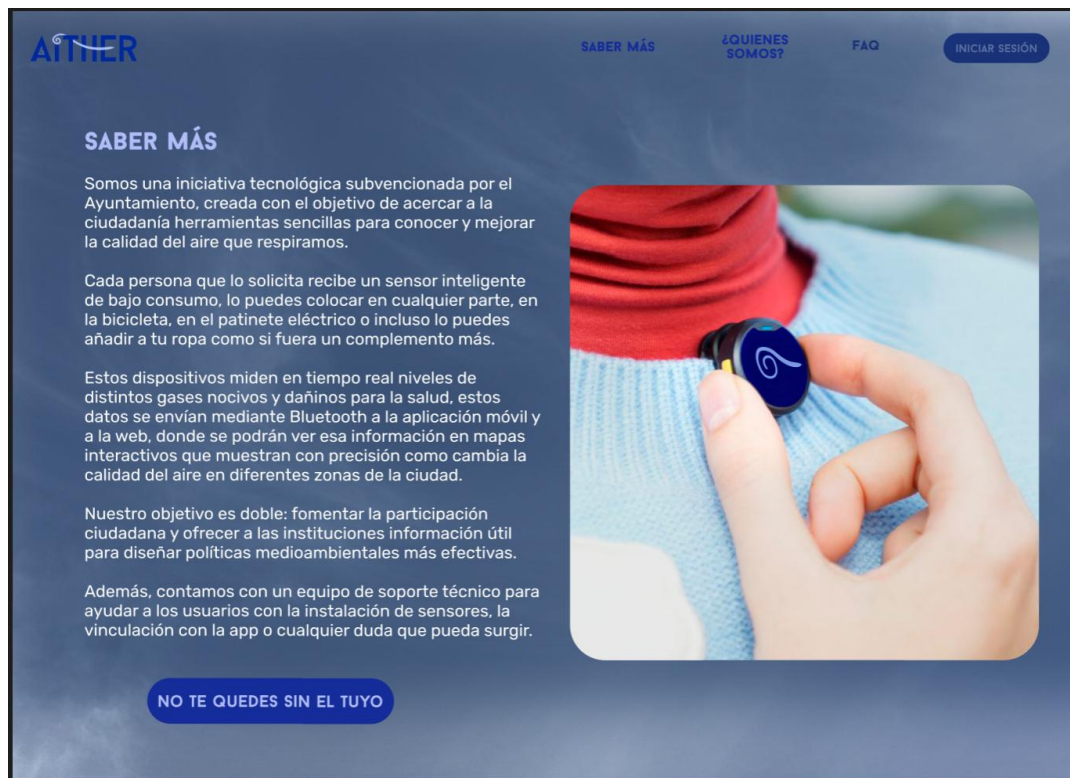 AiTHER
SABER MÁS
¿QUIENES
SOMOS?
FAQ
INICIAR SESIÓN
SABER MÁS
Somos una iniciativa tecnológica subvencionada por el
Ayuntamiento, creada con el objetivo de acercar a la
ciudadanía herramientas sencillas para conocer y mejorar
la calidad del aire que respiramos.
Cada persona que lo solicita recibe un sensor inteligente
de bajo consumo, lo puedes colocar en cualquier parte, en
la bicicleta, en el patinete eléctrico o incluso lo puedes
añadir a tu ropa como si fuera un complemento más.
Estos dispositivos miden en tiempo real niveles de
distintos gases nocivos y dañinos para la salud, estos
datos se envían mediante Bluetooth a la aplicación móvil y
a la web, donde se podrán ver esa información en mapas
interactivos que muestran con precisión como cambia la
calidad del aire en diferentes zonas de la ciudad.
Nuestro objetivo es doble: fomentar la participación
ciudadana y ofrecer a las instituciones información útil
para diseñar políticas medioambientales más efectivas.
Además, contamos con un equipo de soporte técnico para
ayudar a los usuarios con la instalación de sensores, la
vinculación con la app o cualquier duda que pueda surgir.
NO TE QUEDES SIN EL TUYO